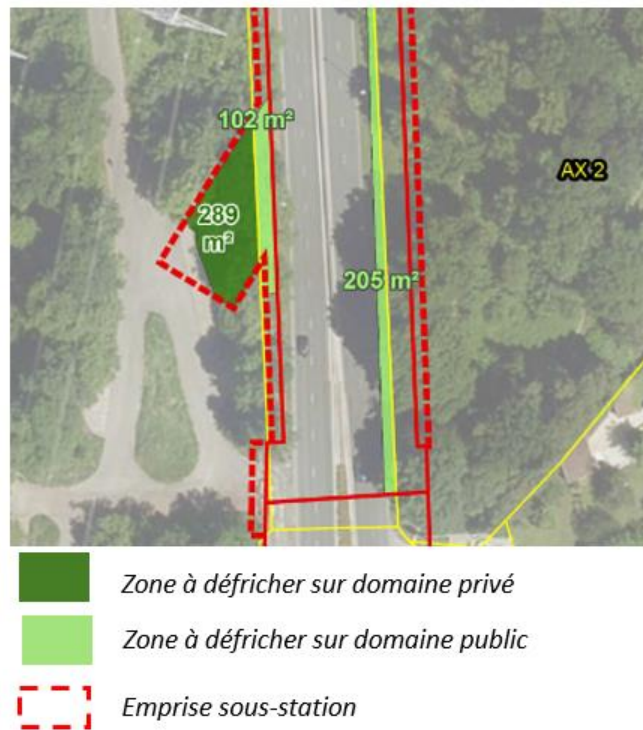 102 m²
AX 2
289
m²
205 m²
Zone à défricher sur domaine privé
Zone à défricher sur domaine public
Emprise sous-station